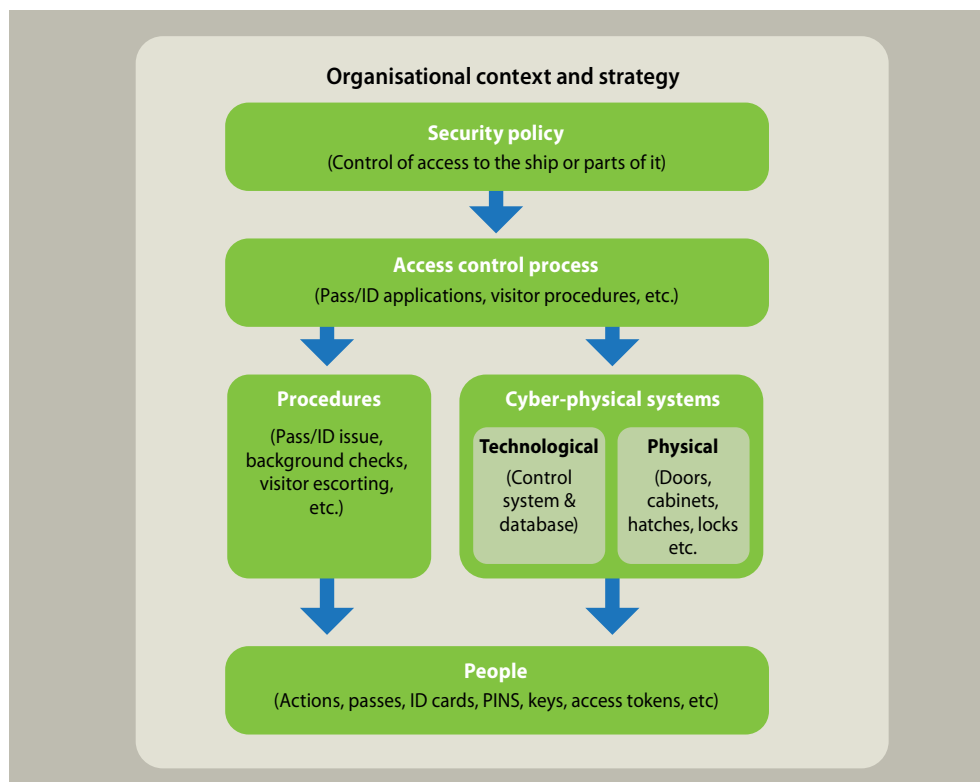 Organisational context and strategy
Security policy
(Control of access to the ship or parts of it)
Access control process
(Pass/ID applications, visitor procedures, etc.)
Procedures
(Pass/ID issue,
background checks,
visitor escorting,
etc.)
Cyber-physical systems
Technological
(Control
system &
database)
Physical
(Doors,
cabinets,
hatches, locks
etc.
People
(Actions, passes, ID cards, PINS, keys, access tokens, etc)